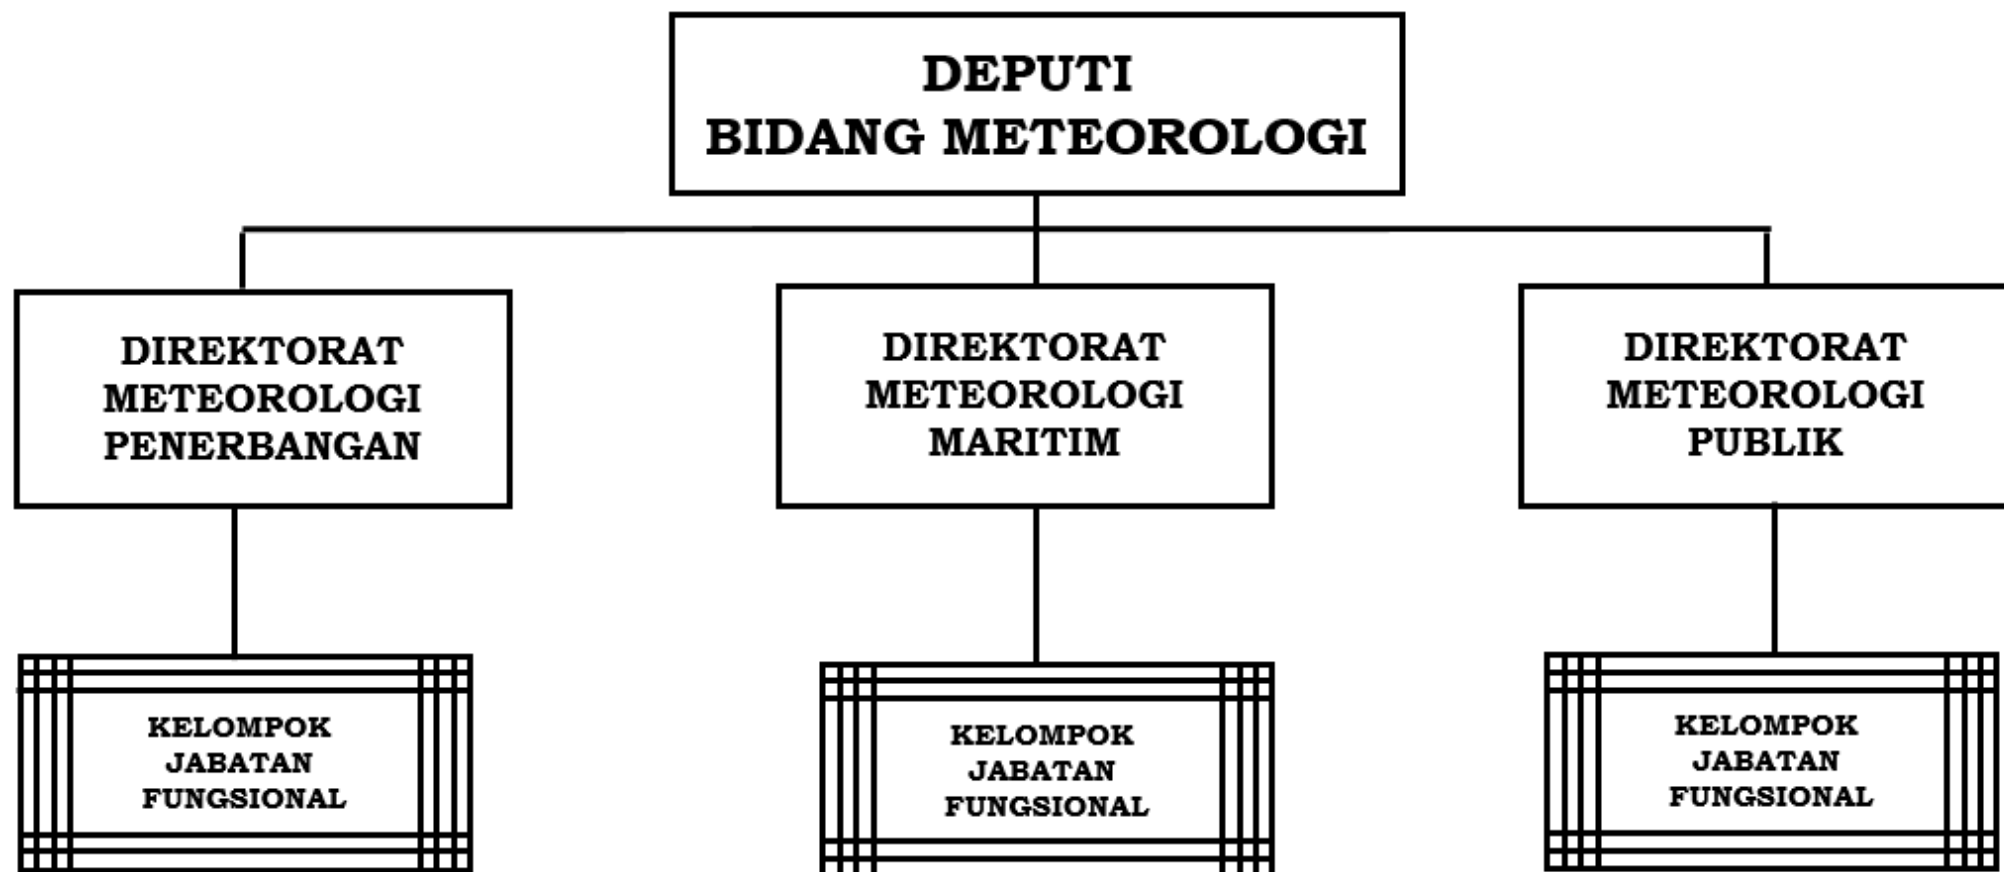 DEPUTI
BIDANG METEOROLOGI
DIREKTORAT
METEOROLOGI
PENERBANGAN
DIREKTORAT
METEOROLOGI
MARITIM
DIREKTORAT
METEOROLOGI
PUBLIK
KELOMPOK
JABATAN
FUNGSIONAL
KELOMPOK
JABATAN
FUNGSIONAL
KELOMPOK
JABATAN
FUNGSIONAL